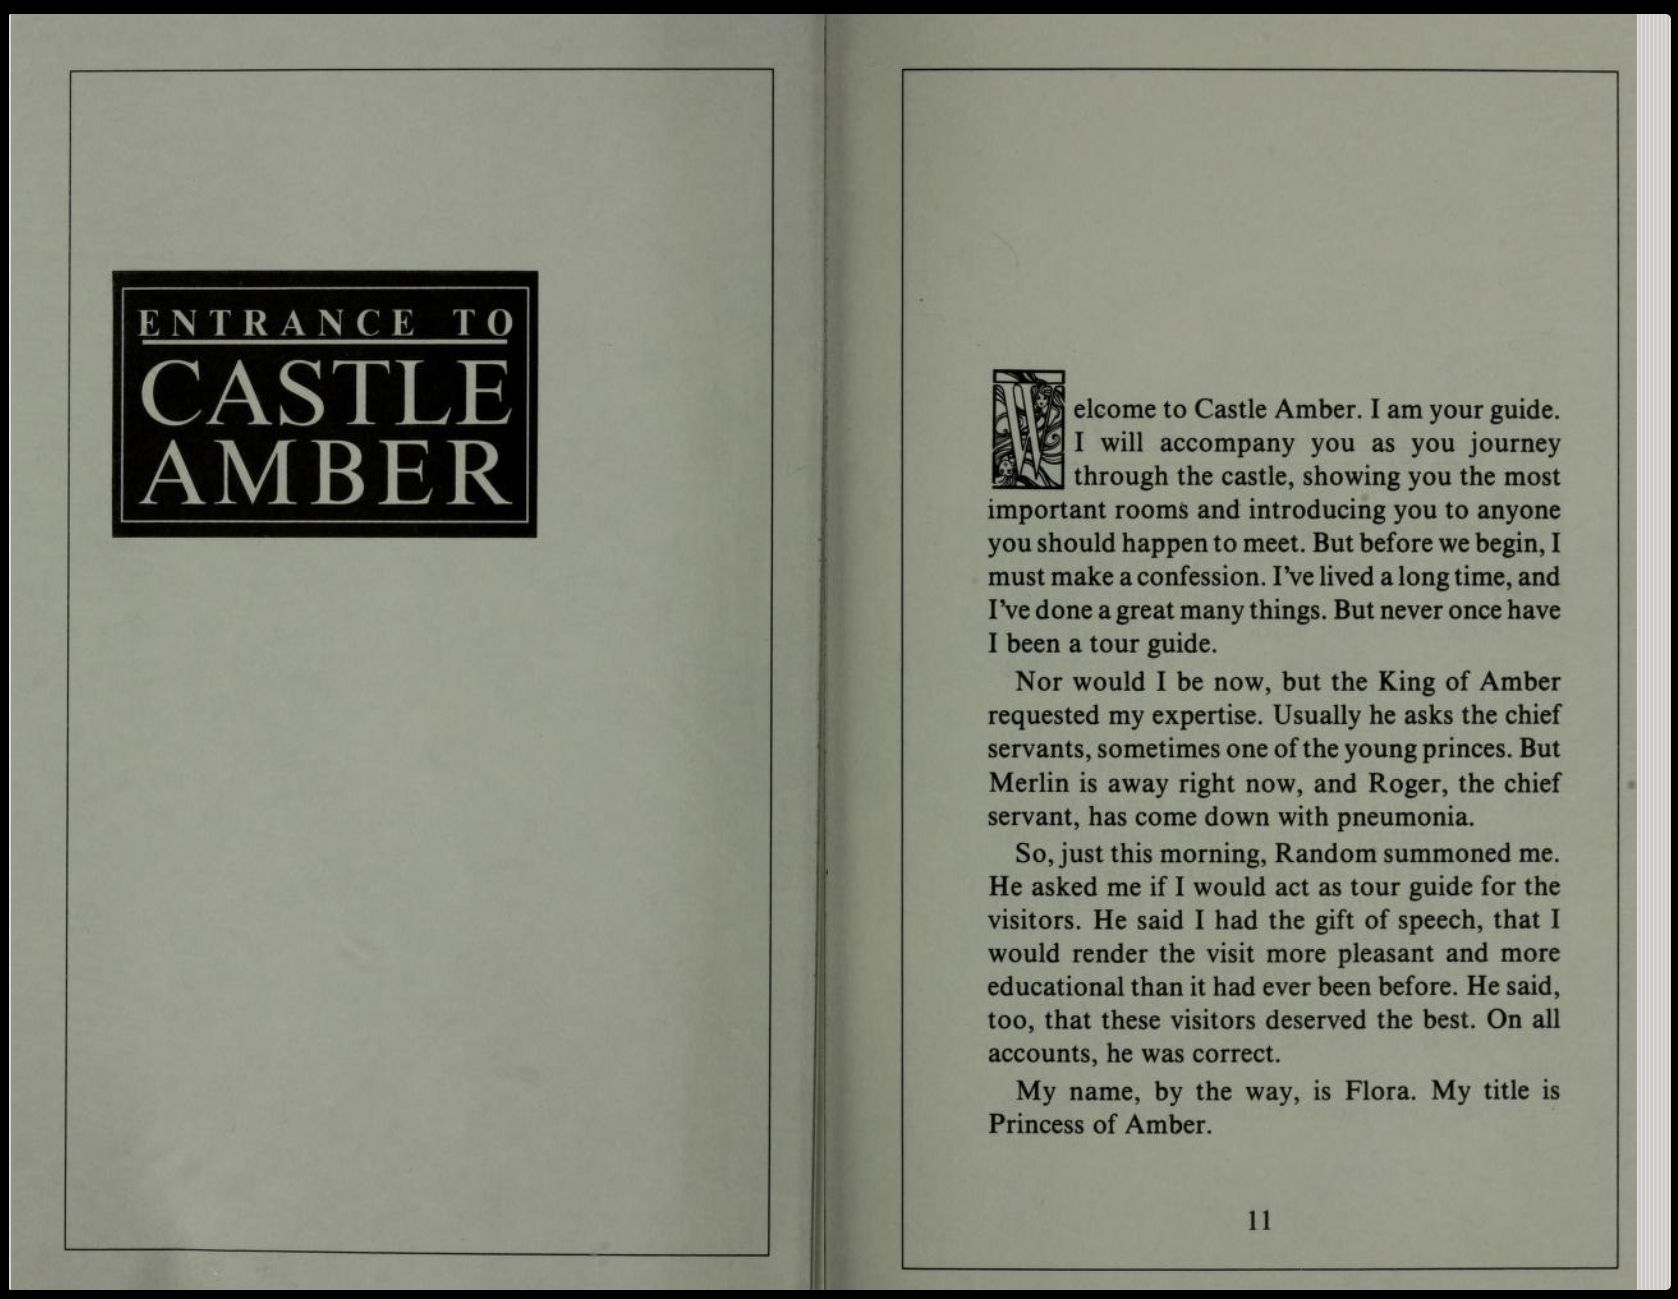 ENTRANCE TO
CASTLE
AMBER
Welcome to Castle Amber. I am your guide.
I will accompany you as you journey
through the castle, showing you the most
important rooms and introducing you to anyone
you should happen to meet. But before we begin, I
must make a confession. I've lived a long time, and
I've done a great many things. But never once have
I been a tour guide.
Nor would I be now, but the King of Amber
requested my expertise. Usually he asks the chief
servants, sometimes one of the young princes. But
Merlin is away right now, and Roger, the chief
servant, has come down with pneumonia.
So, just this morning, Random summoned me.
He asked me if I would act as tour guide for the
visitors. He said I had the gift of speech, that I
would render the visit more pleasant and more
educational than it had ever been before. He said,
too, that these visitors deserved the best. On all
accounts, he was correct.
My name, by the way, is Flora. My title is
Princess of Amber.
11